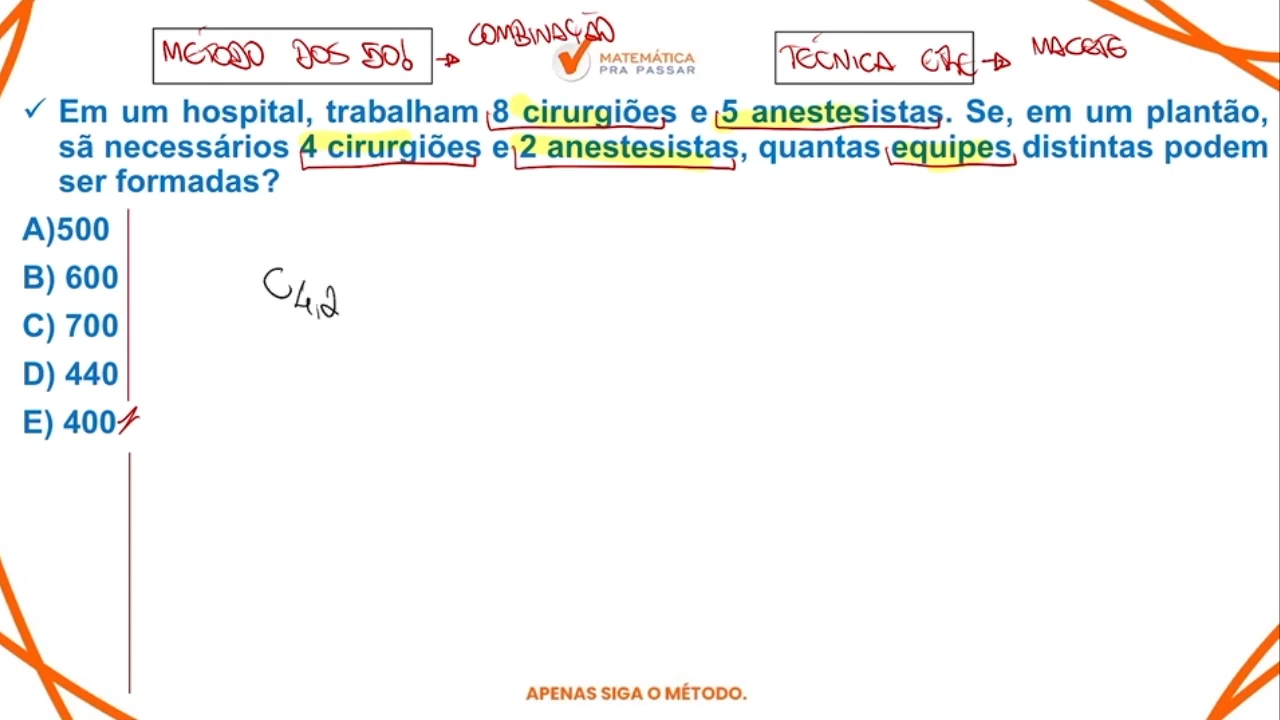 MÉTODO DOS 50! → COMBINAÇÃO
MATEMÁTICA
PRA PASSAR
TÉCNICA → MACETE
✓ Em um hospital, trabalham 8 cirurgiões e 5 anestesistas. Se, em um plantão,
sã necessários 4 cirurgiões e 2 anestesistas, quantas equipes distintas podem
ser formadas?
A)500
B) 600
C) 700
D) 440
E) 400
C4,2
APENAS SIGA O MÉTODO.